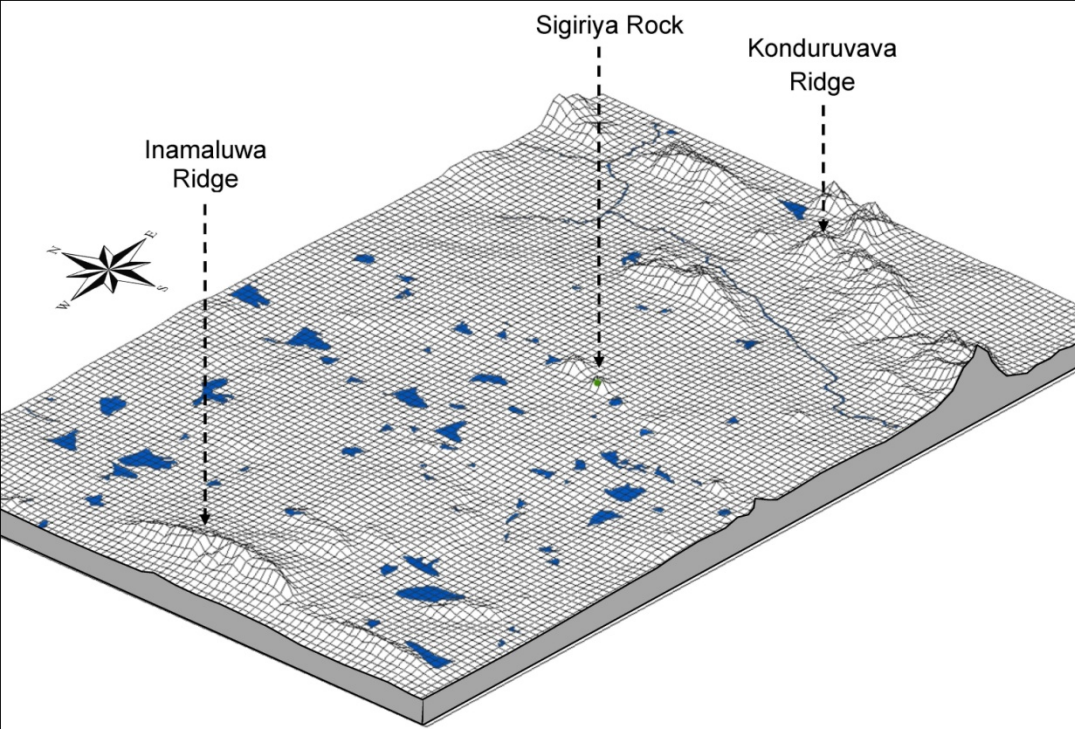 Sigiriya Rock
Konduruvava
Ridge
Inamaluwa
Ridge
N
E
W
S